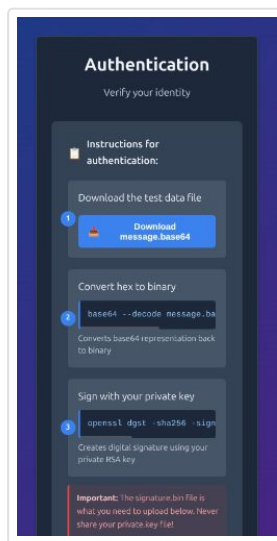 Authentication
Verify your identity
Instructions for
authentication:
Download the test data file
1
Download
message.base64
Convert hex to binary
2
base64 --decode message.ba
Converts base64 representation back
to binary
Sign with your private key
3
openssl dgst -sha256 -sign
Creates digital signature using your
private RSA key
Important: The signature.bin file is
what you need to upload below. Never
share your private.key file!